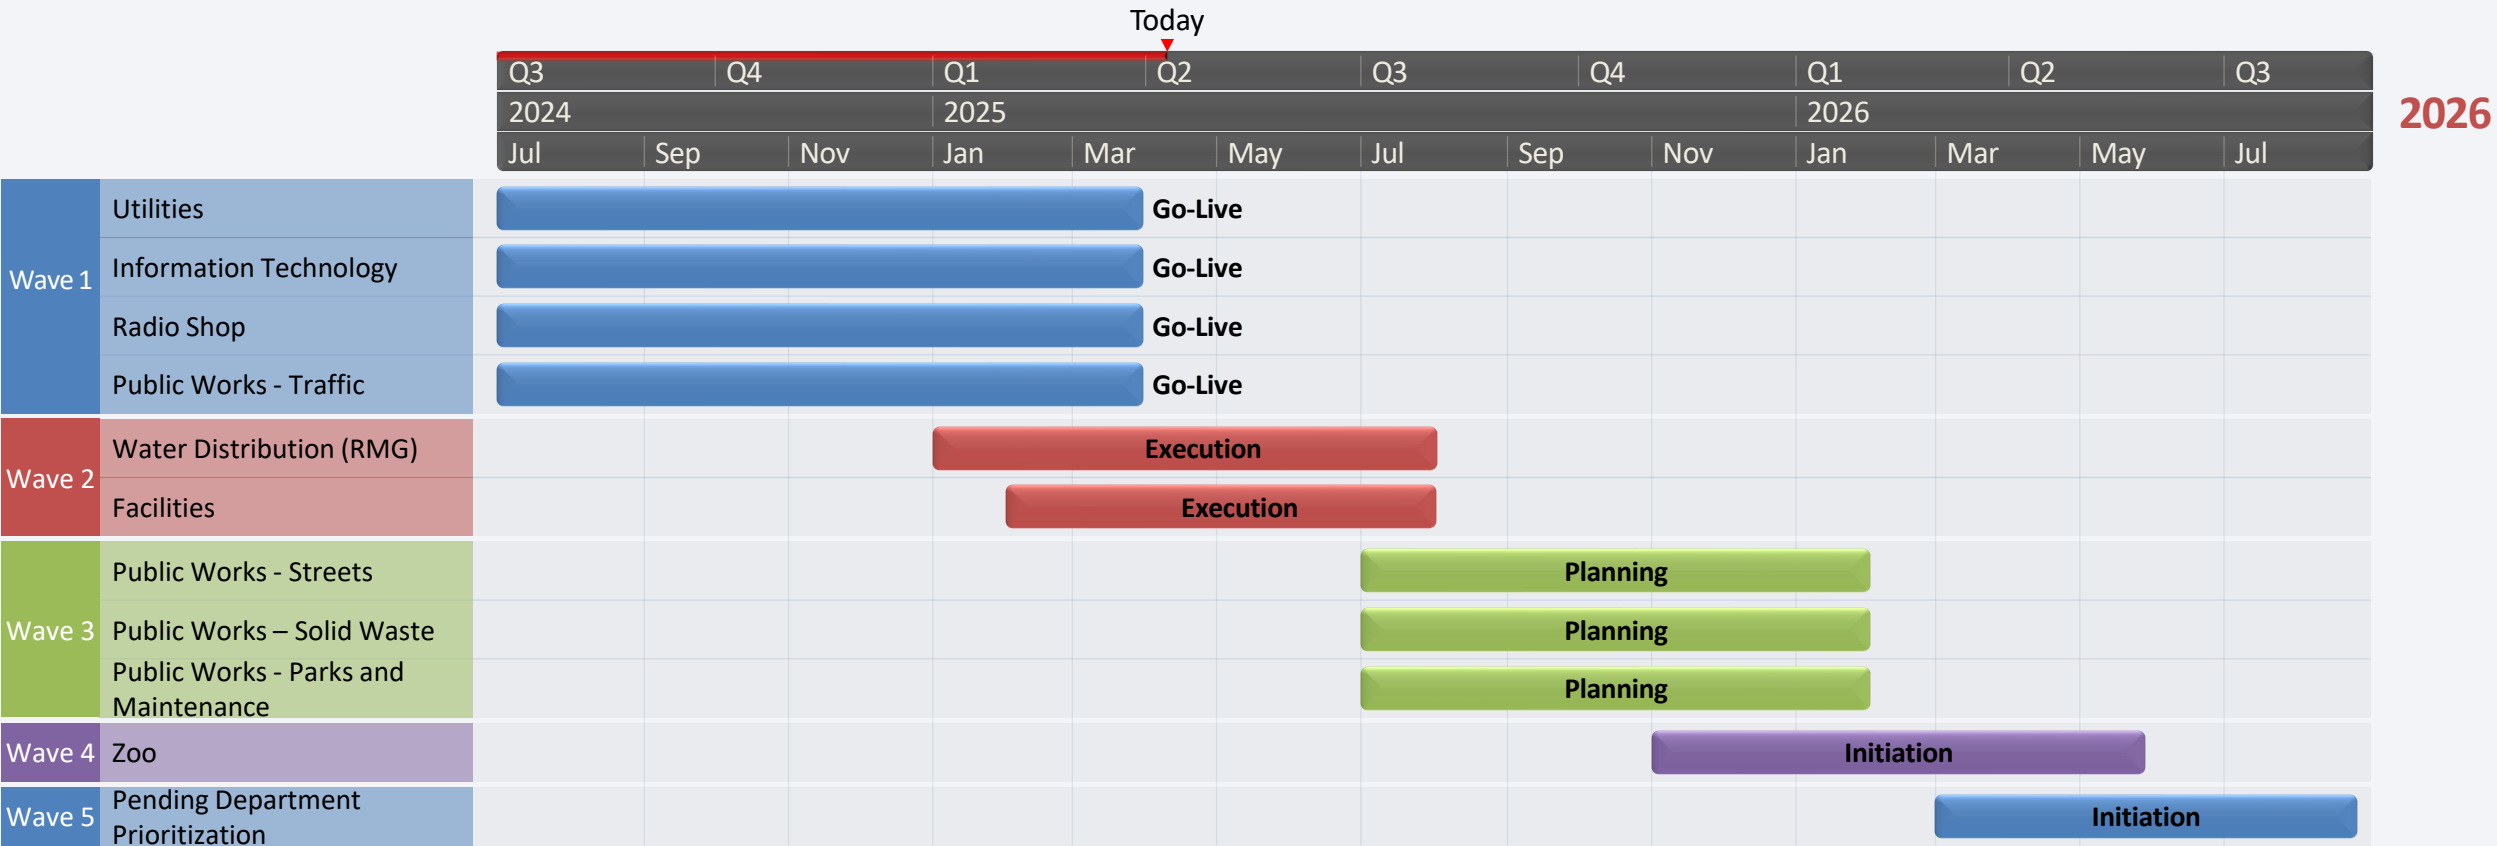 Today
Q3 Q4 Q1 Q2 Q3 Q4 Q1 Q2 Q3
2024 2025 2026
2026
Jul Sep Nov Jan Mar May Jul Sep Nov Jan Mar May Jul
Wave 1
Utilities Go-Live
Information Technology Go-Live
Radio Shop Go-Live
Public Works - Traffic Go-Live
Wave 2
Water Distribution (RMG) Execution
Facilities Execution
Wave 3
Public Works - Streets Planning
Public Works – Solid Waste Planning
Public Works - Parks and
Maintenance
Planning
Wave 4
Zoo Initiation
Wave 5
Pending Department
Prioritization
Initiation